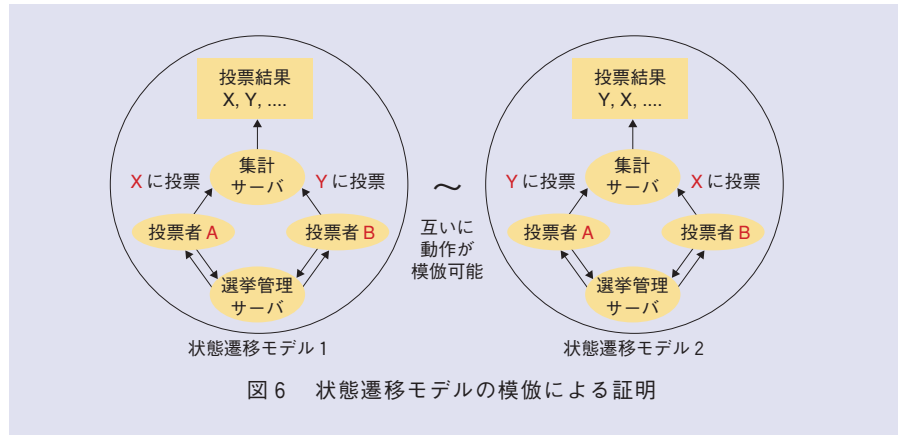 投票結果
X, Y, ....
集計
サーバ
Xに投票
Yに投票
投票者A
投票者B
選挙管理
サーバ
状態遷移モデル1
～
互いに
動作が
模倣可能
投票結果
Y, X, ....
集計
サーバ
Yに投票
Xに投票
投票者A
投票者B
選挙管理
サーバ
状態遷移モデル2
図6 状態遷移モデルの模倣による証明